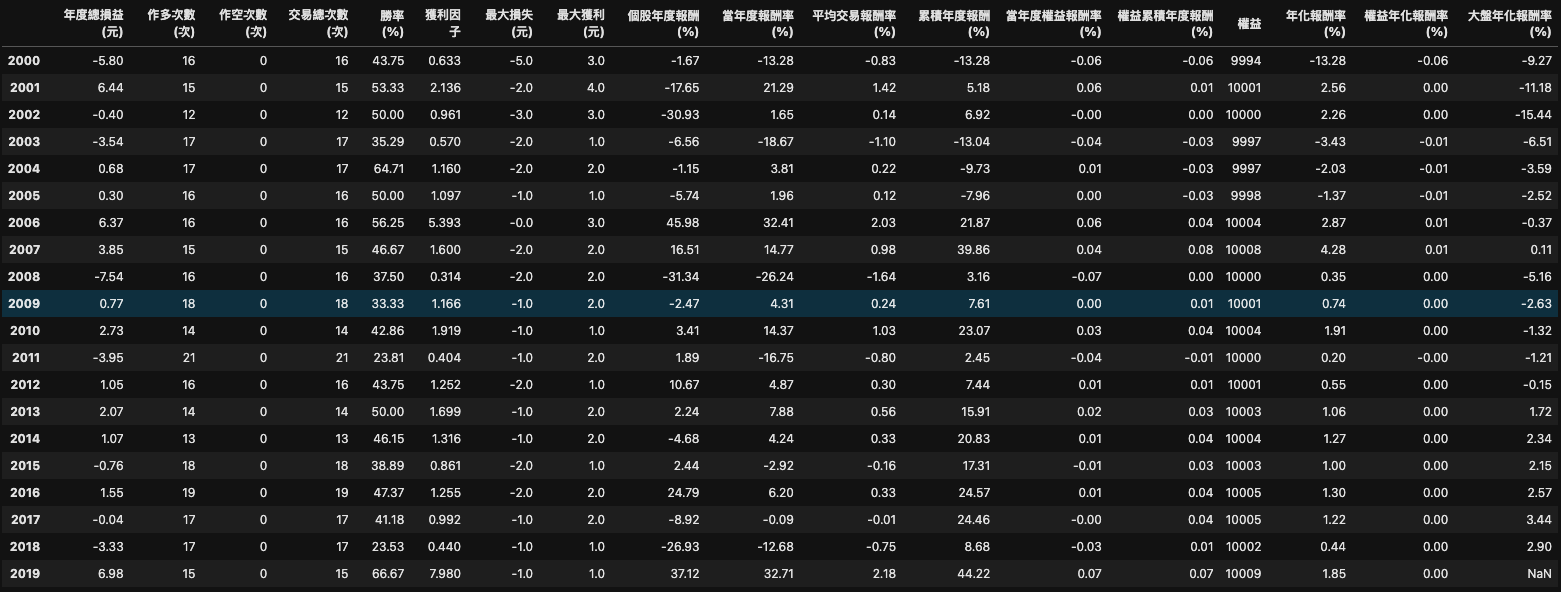 年度總損益 作多次數 作空次數 交易總次數 勝率 獲利因 最大損失 最大獲利 個股年度報酬 當年度報酬率 平均交易報酬率 累積年度報酬 當年度權益報酬率 權益累積年度報酬 權益 年化報酬率 權益年化報酬率 大盤年化報酬率
(元) (次) (次) (次) (%) 子 (元) (元) (%) (%) (%) (%) (%) (%) (%) (%) (%)
2000 -5.80 16 0 16 43.75 0.633 -5.0 3.0 -1.67 -13.28 -0.83 -13.28 -0.06 -0.06 9994 -13.28 -0.06 -9.27
2001 6.44 15 0 15 53.33 2.136 -2.0 4.0 -17.65 21.29 1.42 5.18 0.06 0.01 10001 2.56 0.00 -11.18
2002 -0.40 12 0 12 50.00 0.961 -3.0 3.0 -30.93 1.65 0.14 6.92 -0.00 0.00 10000 2.26 0.00 -15.44
2003 -3.54 17 0 17 35.29 0.570 -2.0 1.0 -6.56 -18.67 -1.10 -13.04 -0.04 -0.03 9997 -3.43 -0.01 -6.51
2004 0.68 17 0 17 64.71 1.160 -2.0 2.0 -1.15 3.81 0.22 -9.73 0.01 -0.03 9997 -2.03 -0.01 -3.59
2005 0.30 16 0 16 50.00 1.097 -1.0 1.0 -5.74 1.96 0.12 -7.96 0.00 -0.03 9998 -1.37 -0.01 -2.52
2006 6.37 16 0 16 56.25 5.393 -0.0 3.0 45.98 32.41 2.03 21.87 0.06 0.04 10004 2.87 0.01 -0.37
2007 3.85 15 0 15 46.67 1.600 -2.0 2.0 16.51 14.77 0.98 39.86 0.04 0.08 10008 4.28 0.01 0.11
2008 -7.54 16 0 16 37.50 0.314 -2.0 2.0 -31.34 -26.24 -1.64 3.16 -0.07 0.00 10000 0.35 0.00 -5.16
2009 0.77 18 0 18 33.33 1.166 -1.0 2.0 -2.47 4.31 0.24 7.61 0.00 0.01 10001 0.74 0.00 -2.63
2010 2.73 14 0 14 42.86 1.919 -1.0 1.0 3.41 14.37 1.03 23.07 0.03 0.04 10004 1.91 0.00 -1.32
2011 -3.95 21 0 21 23.81 0.404 -1.0 2.0 1.89 -16.75 -0.80 2.45 -0.04 -0.01 10000 0.20 -0.00 -1.21
2012 1.05 16 0 16 43.75 1.252 -2.0 1.0 10.67 4.87 0.30 7.44 0.01 0.01 10001 0.55 0.00 -0.15
2013 2.07 14 0 14 50.00 1.699 -1.0 2.0 2.24 7.88 0.56 15.91 0.02 0.03 10003 1.06 0.00 1.72
2014 1.07 13 0 13 46.15 1.316 -1.0 2.0 -4.68 4.24 0.33 20.83 0.01 0.04 10004 1.27 0.00 2.34
2015 -0.76 18 0 18 38.89 0.861 -2.0 1.0 2.44 -2.92 -0.16 17.31 -0.01 0.03 10003 1.00 0.00 2.15
2016 1.55 19 0 19 47.37 1.255 -2.0 2.0 24.79 6.20 0.33 24.57 0.01 0.04 10005 1.30 0.00 2.57
2017 -0.04 17 0 17 41.18 0.992 -1.0 2.0 -8.92 -0.09 -0.01 24.46 -0.00 0.04 10005 1.22 0.00 3.44
2018 -3.33 17 0 17 23.53 0.440 -1.0 1.0 -26.93 -12.68 -0.75 8.68 -0.03 0.01 10002 0.44 0.00 2.90
2019 6.98 15 0 15 66.67 7.980 -1.0 1.0 37.12 32.71 2.18 44.22 0.07 0.07 10009 1.85 0.00 NaN